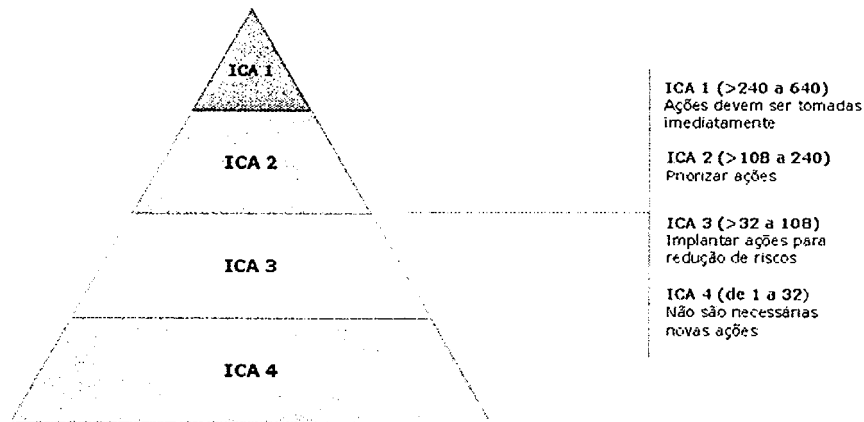 ICA 1
ICA 2
ICA 3
ICA 4
ICA 1 (>240 a 640)
Ações devem ser tomadas
imediatamente
ICA 2 (>108 a 240)
Priorizar ações
ICA 3 (>32 a 108)
Implantar ações para
redução de riscos
ICA 4 (de 1 a 32)
Não são necessárias
novas ações